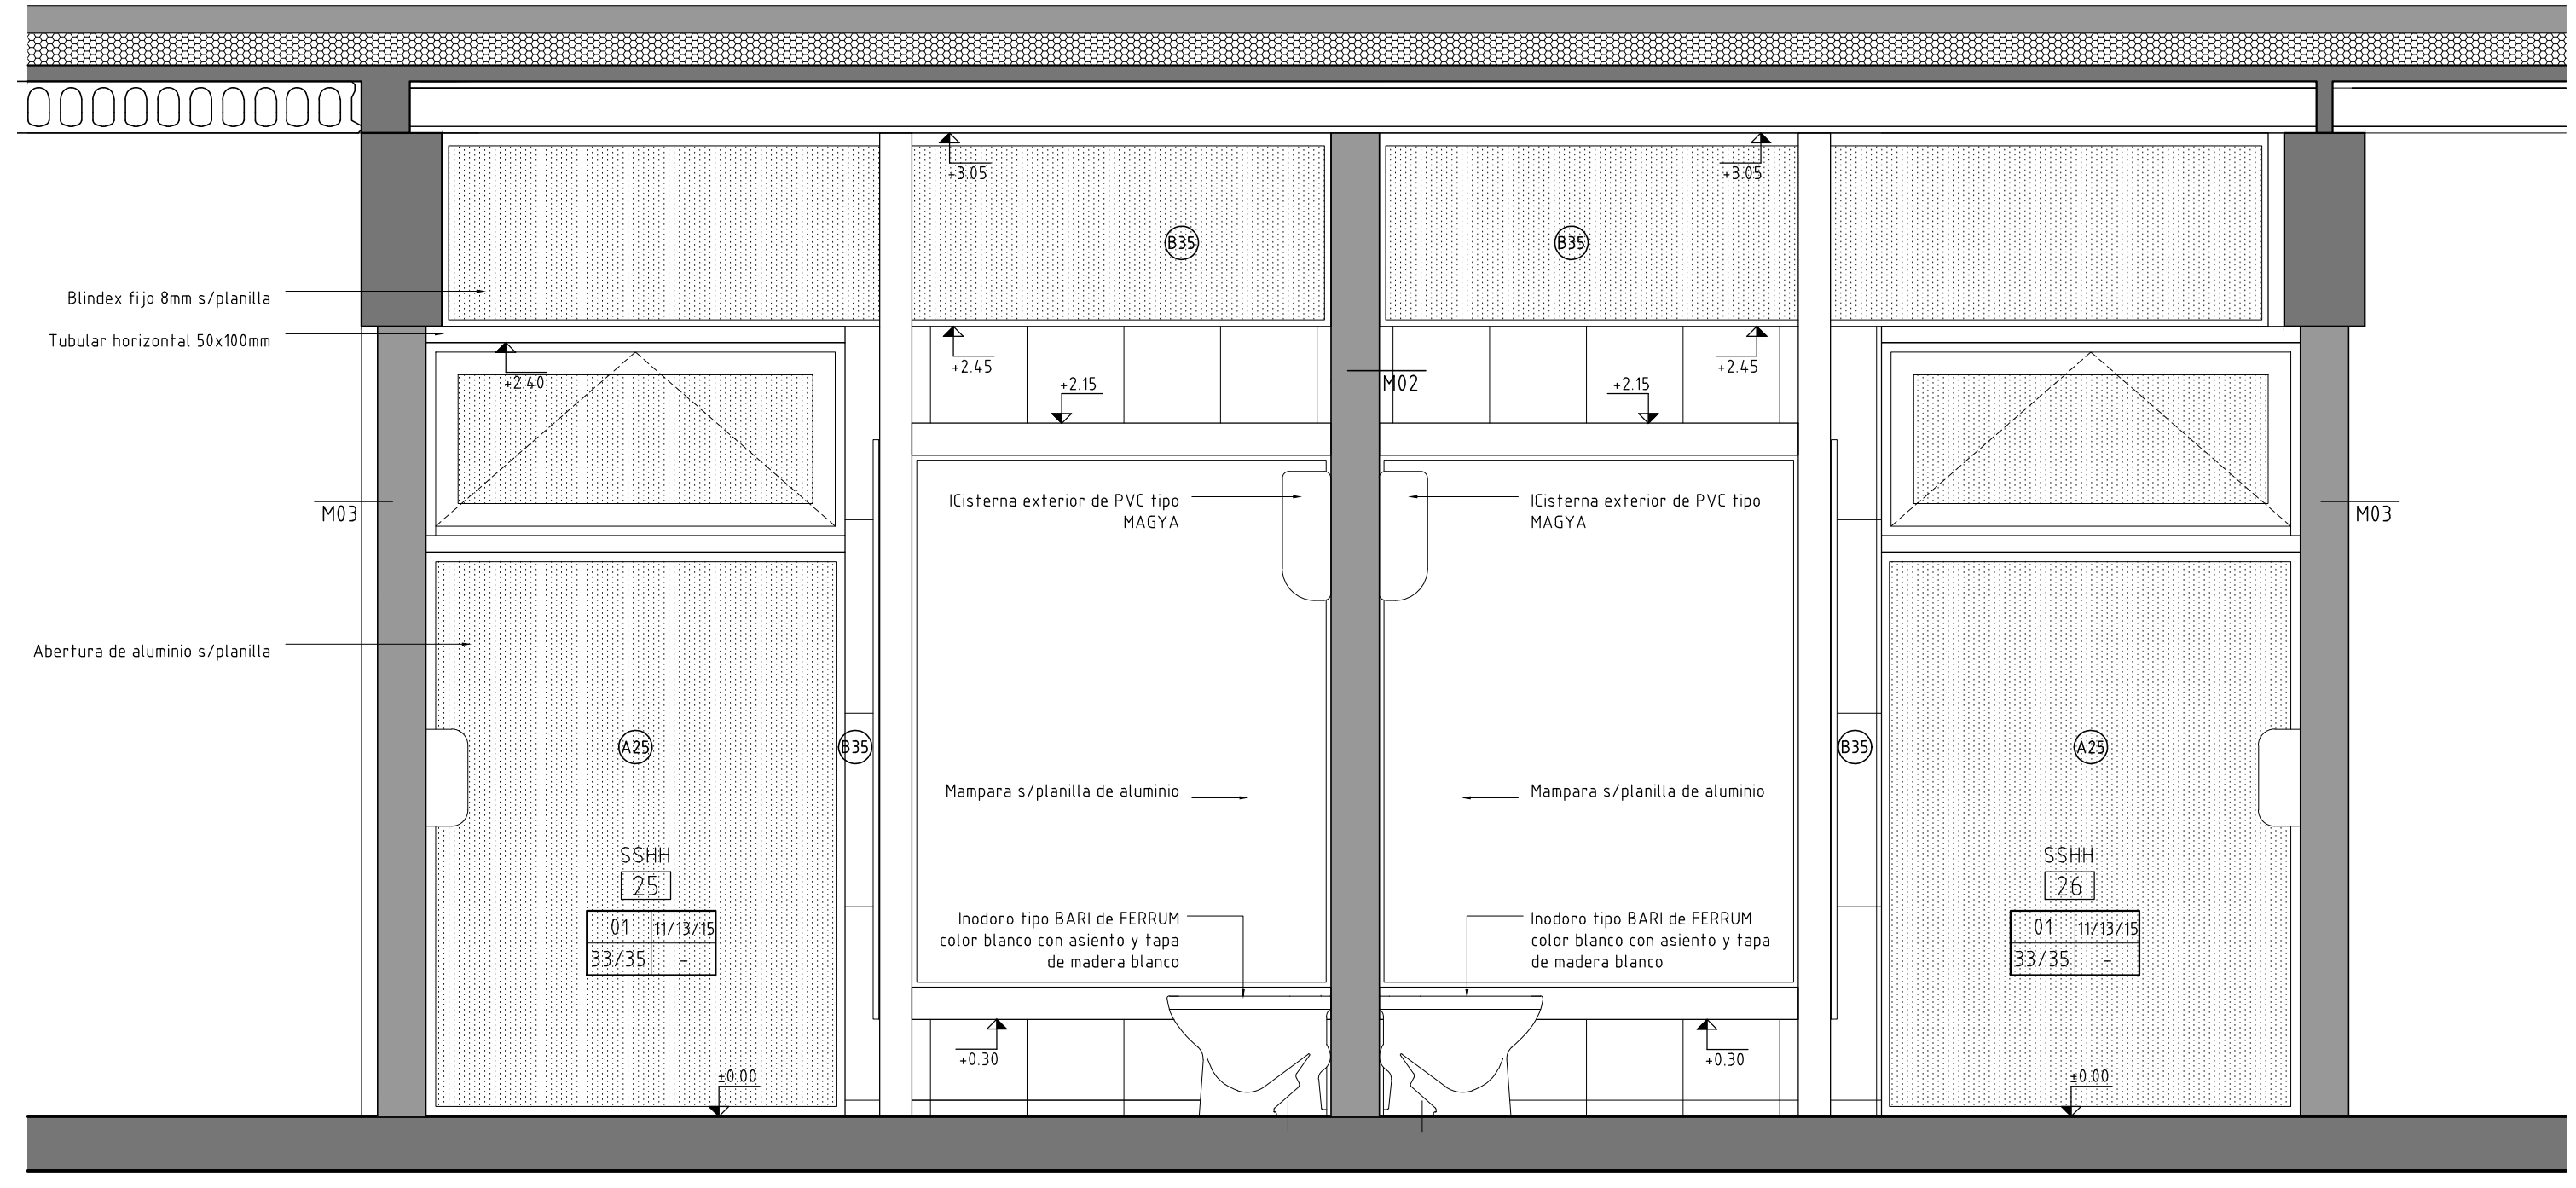 +3.05
+3.05
B35
B35
Blindex fijo 8mm s/planilla
Tubular horizontal 50x100mm
+2.40
+2.45
+2.45
+2.15
+2.15
M02
M03
M03
ICisterna exterior de PVC tipo
MAGYA
ICisterna exterior de PVC tipo
MAGYA
Abertura de aluminio s/planilla
A25
B35
B35
A25
Mampara s/planilla de aluminio
Mampara s/planilla de aluminio
SSHH
25
01 11/13/15
33/35 -
SSHH
26
01 11/13/15
33/35 -
Inodoro tipo BARI de FERRUM
color blanco con asiento y tapa
de madera blanco
Inodoro tipo BARI de FERRUM
color blanco con asiento y tapa
de madera blanco
+0.30
+0.30
±0.00
±0.00